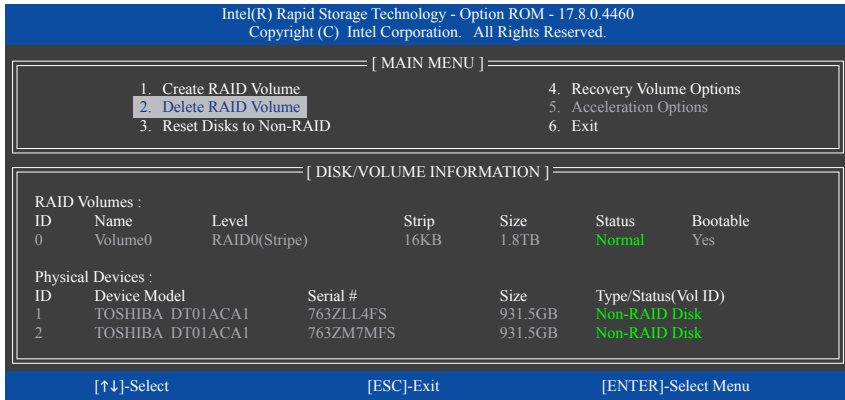 Intel(R) Rapid Storage Technology - Option ROM - 17.8.0.4460
Copyright (C) Intel Corporation. All Rights Reserved.
[ MAIN MENU ]
1. Create RAID Volume 4. Recovery Volume Options
2. Delete RAID Volume 5. Acceleration Options
3. Reset Disks to Non-RAID 6. Exit
[ DISK/VOLUME INFORMATION ]
RAID Volumes :
ID Name Level Strip Size Status Bootable
0 Volume0 RAID0(Stripe) 16KB 1.8TB Normal Yes
Physical Devices :
ID Device Model Serial # Size Type/Status(Vol ID)
1 TOSHIBA DT01ACA1 763ZLL4FS 931.5GB Non-RAID Disk
2 TOSHIBA DT01ACA1 763ZM7MFS 931.5GB Non-RAID Disk
[↑↓]-Select [ESC]-Exit [ENTER]-Select Menu